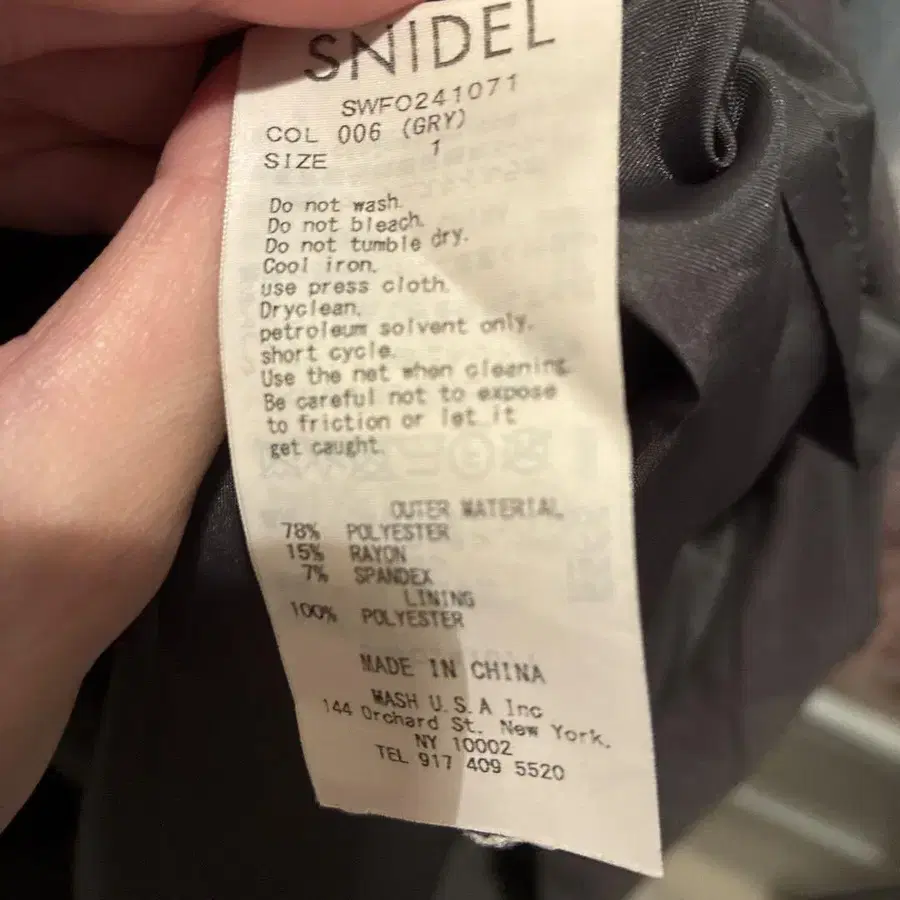 SNIDEL
SWFO241071
COL 006 (GRY)
SIZE 1
Do not wash.
Do not bleach.
Do not tumble dry.
Cool iron.
use press cloth.
Dryclean.
petroleum solvent only.
short cycle.
Use the net when cleaning.
Be careful not to expose
to friction or let it
get caught.
OUTER MATERIAL
78% POLYESTER
15% RAYON
7% SPANDEX
LINING
100% POLYESTER
MADE IN CHINA
MASH U.S.A Inc
144 Orchard St. New York.
NY 10002
TEL 917 409 5520